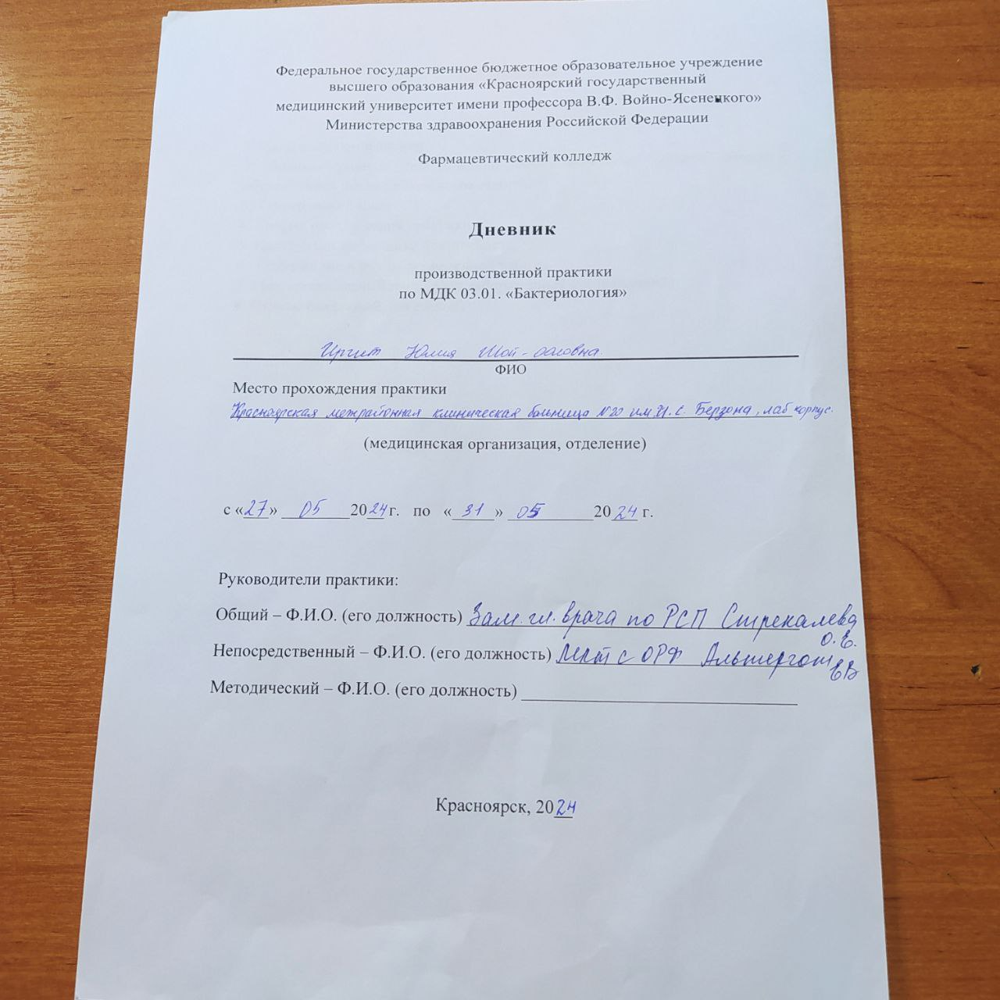 Федеральное государственное бюджетное образовательное учреждение
высшего образования «Красноярский государственный
медицинский университет имени профессора В.Ф. Войно-Ясенецкого»
Министерства здравоохранения Российской Федерации
Фармацевтический колледж
Дневник
производственной практики
по МДК 03.01. «Бактериология»
Иргит Юлия Шой-ооловна
ФИО
Место прохождения практики
Красноярская межрайонная клиническая больница №20 им. И.С. Берзона, лаб корпус.
(медицинская организация, отделение)
с «27» 05 2024 г. по «31» 05 2024 г.
Руководители практики:
Общий – Ф.И.О. (его должность) Зам. гл. врача по РСП Стрекалева
О.Е.
Непосредственный – Ф.И.О. (его должность) с ОРФ Альтергот
ЕВ
Методический – Ф.И.О. (его должность)
Красноярск, 2024